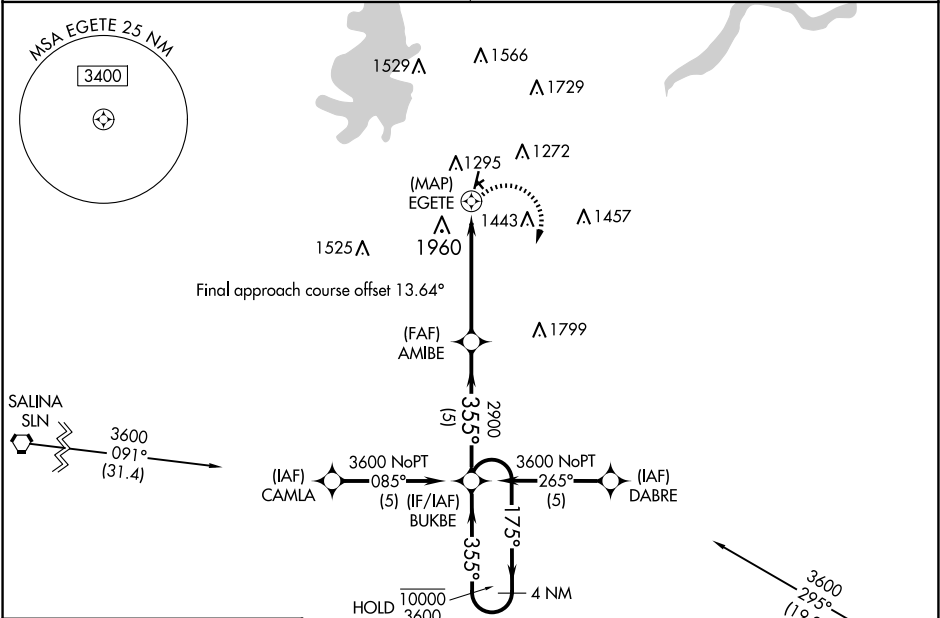 MSA EGETE 25 NM
3400
1529
1566
1729
1272
1295
(MAP)
EGETE
1443
1457
1525
1960
Final approach course offset 13.64°
(FAF)
AMIBE
1799
SALINA
SLN
3600
091°
(31.4)
2900
355°
(5)
3600 NoPT
085°
(5)
(IAF)
CAMLA
(IF/IAF)
BUKBE
3600 NoPT
265°
(5)
(IAF)
DABRE
355°
175°
HOLD
10000
3600
4 NM
3600
295°